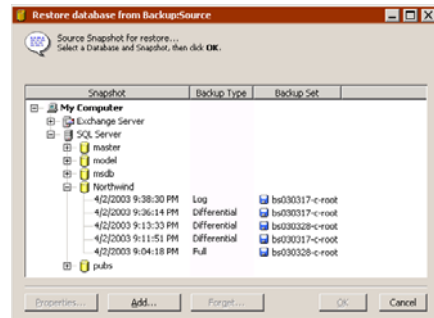 Restore database from Backup:Source
Source Snapshot for restore...
Select a Database and Snapshot, then click OK.
Snapshot Backup Type Backup Set
My Computer
Exchange Server
SQL Server
master
model
msdb
Northwind
4/2/2003 9:38:30 PM Log bs030317-c-root
4/2/2003 9:36:14 PM Differential bs030317-c-root
4/2/2003 9:13:33 PM Differential bs030328-c-root
4/2/2003 9:11:51 PM Differential bs030317-c-root
4/2/2003 9:04:18 PM Full bs030328-c-root
pubs
Properties... Add... Forget... OK Cancel